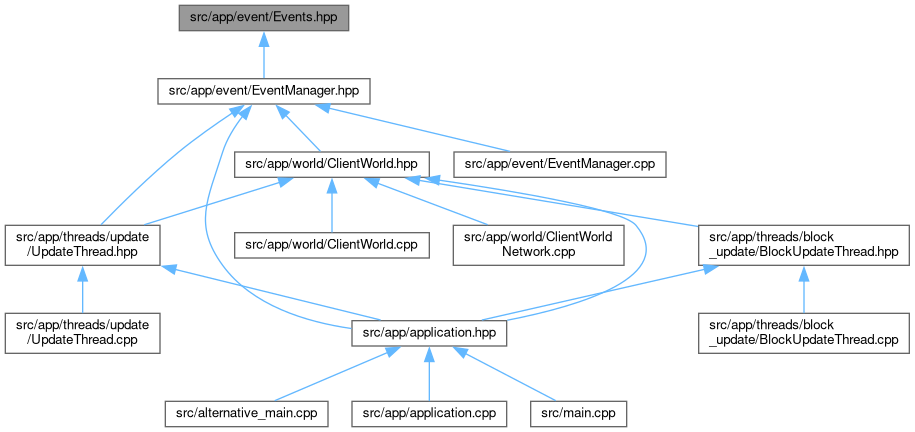 src/app/event/Events.hpp
src/app/event/EventManager.hpp
src/app/world/ClientWorld.hpp
src/app/event/EventManager.cpp
src/app/threads/update
/UpdateThread.hpp
src/app/world/ClientWorld.cpp
src/app/world/ClientWorld
Network.cpp
src/app/threads/block
_update/BlockUpdateThread.hpp
src/app/threads/update
/UpdateThread.cpp
src/app/application.hpp
src/app/threads/block
_update/BlockUpdateThread.cpp
src/alternative_main.cpp
src/app/application.cpp
src/main.cpp